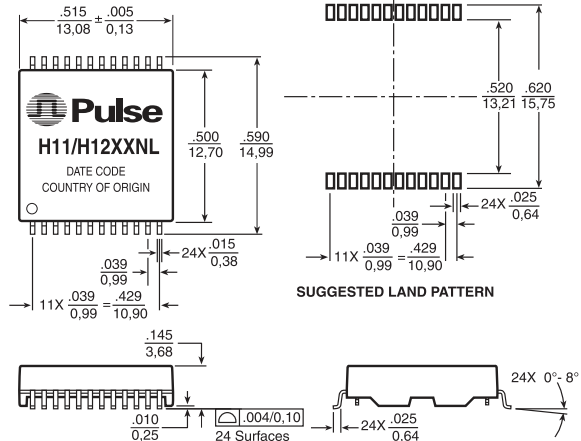 .515 ± .005
13,08 0,13
Pulse
H11/H12XXNL
DATE CODE
COUNTRY OF ORIGIN
.500
12,70
.590
14,99
24X .015
0,38
.039
0,99
11X .039 = .429
0,99 10,90
.520
13,21
.620
15,75
24X .025
0,64
.039
0,99
11X .039 = .429
0,99 10,90
SUGGESTED LAND PATTERN
.145
3,68
.010
0,25
.004/0,10
24 Surfaces
24X .025
0.64
24X 0°- 8°